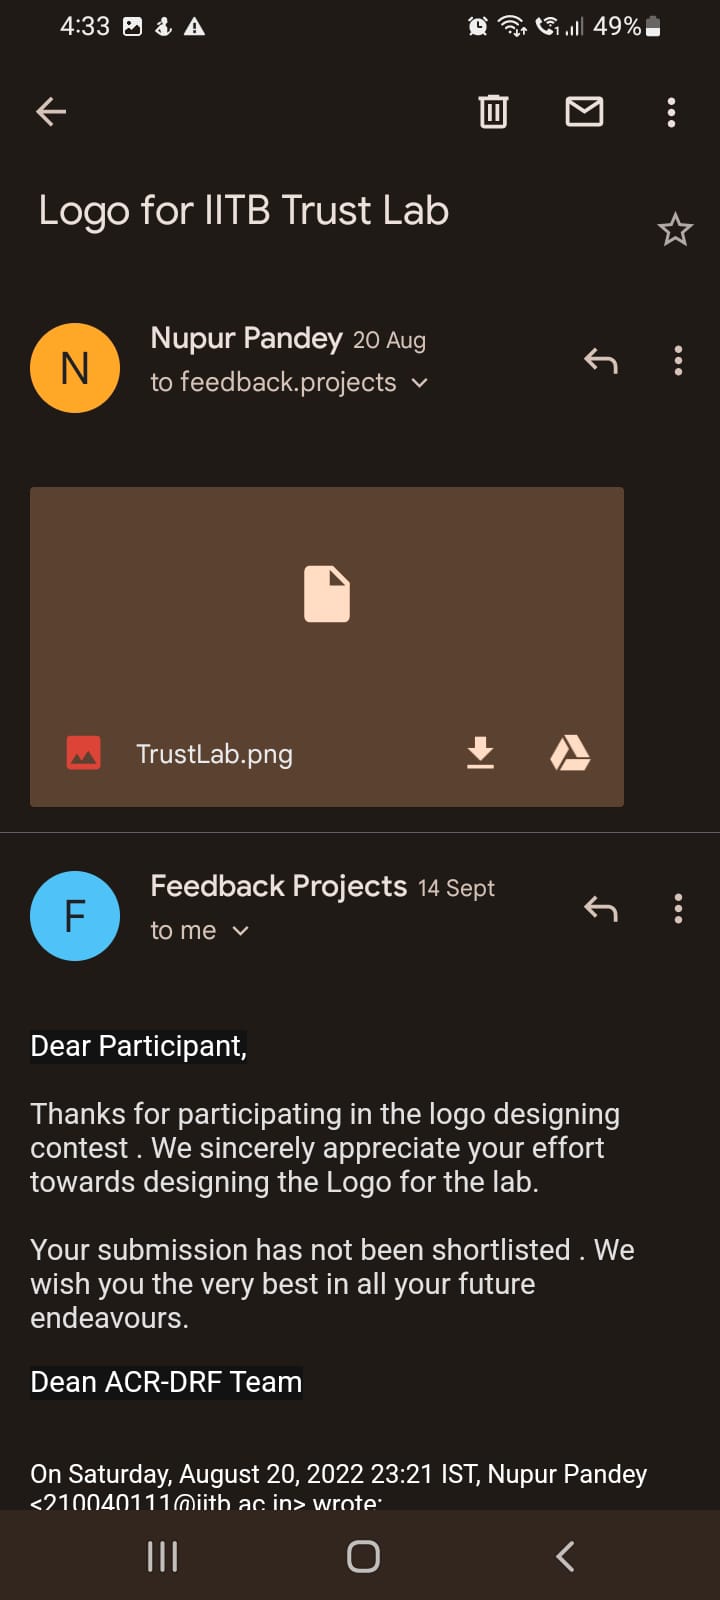 4:33
49%
Logo for IITB Trust Lab
N
Nupur Pandey 20 Aug
to feedback.projects
TrustLab.png
F
Feedback Projects 14 Sept
to me
Dear Participant,
Thanks for participating in the logo designing
contest . We sincerely appreciate your effort
towards designing the Logo for the lab.
Your submission has not been shortlisted . We
wish you the very best in all your future
endeavours.
Dean ACR-DRF Team
On Saturday, August 20, 2022 23:21 IST, Nupur Pandey
<210040111@iitb.ac.in> wrote: